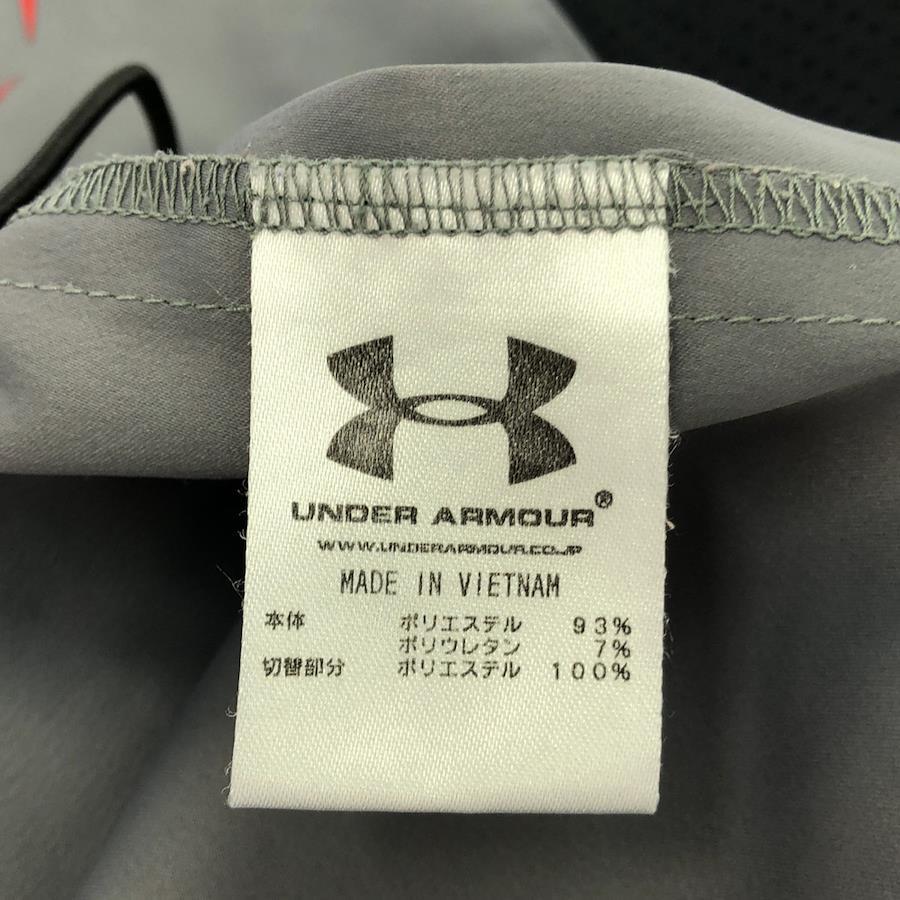 UNDER ARMOUR®
WWW.UNDERARMOUR.CO.JP
MADE IN VIETNAM
本体 ポリエステル 93%
ポリウレタン 7%
切替部分 ポリエステル 100%